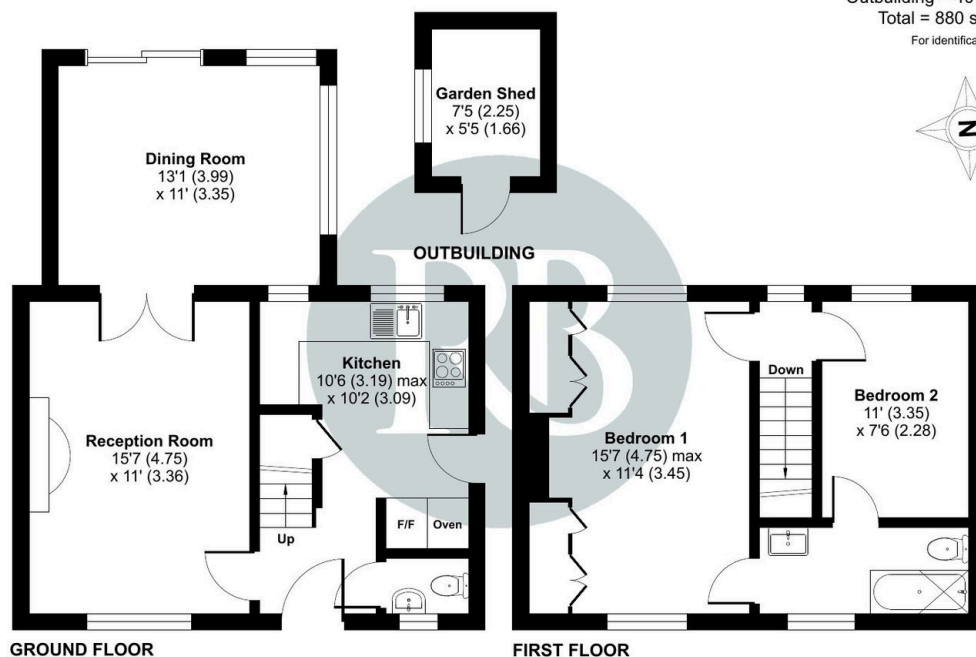 Outbuilding
Total = 880 s
For identifica
N
Garden Shed
7'5 (2.25)
x 5'5 (1.66)
Dining Room
13'1 (3.99)
x 11' (3.35)
OUTBUILDING
Kitchen
10'6 (3.19) max
x 10'2 (3.09)
Reception Room
15'7 (4.75)
x 11' (3.36)
Up
F/F
Oven
Down
Bedroom 2
11' (3.35)
x 7'6 (2.28)
Bedroom 1
15'7 (4.75) max
x 11'4 (3.45)
GROUND FLOOR
FIRST FLOOR